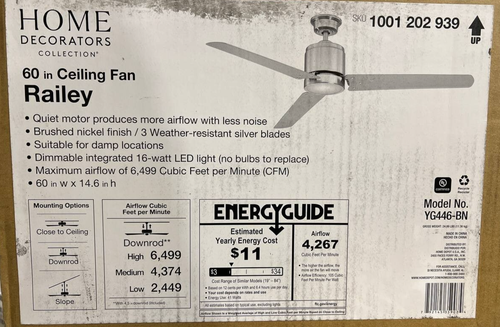 HOME
DECORATORS
COLLECTION®
SKU 1001 202 939
UP
60 in Ceiling Fan
Railey
• Quiet motor produces more airflow with less noise
• Brushed nickel finish / 3 Weather-resistant silver blades
• Suitable for damp locations
• Dimmable integrated 16-watt LED light (no bulbs to replace)
• Maximum airflow of 6,499 Cubic Feet per Minute (CFM)
• 60 in w x 14.6 in h
Mounting Options
Close to Ceiling
Downrod
Slope
Airflow Cubic
Feet per Minute
Downrod**
High 6,499
Medium 4,374
Low 2,449
ENERGYGUIDE
Estimated
Yearly Energy Cost
$11
$3
$34
Airflow
4,267
Cubic Feet Per Minute
Model No.
YG446-BN
MADE IN CHINA